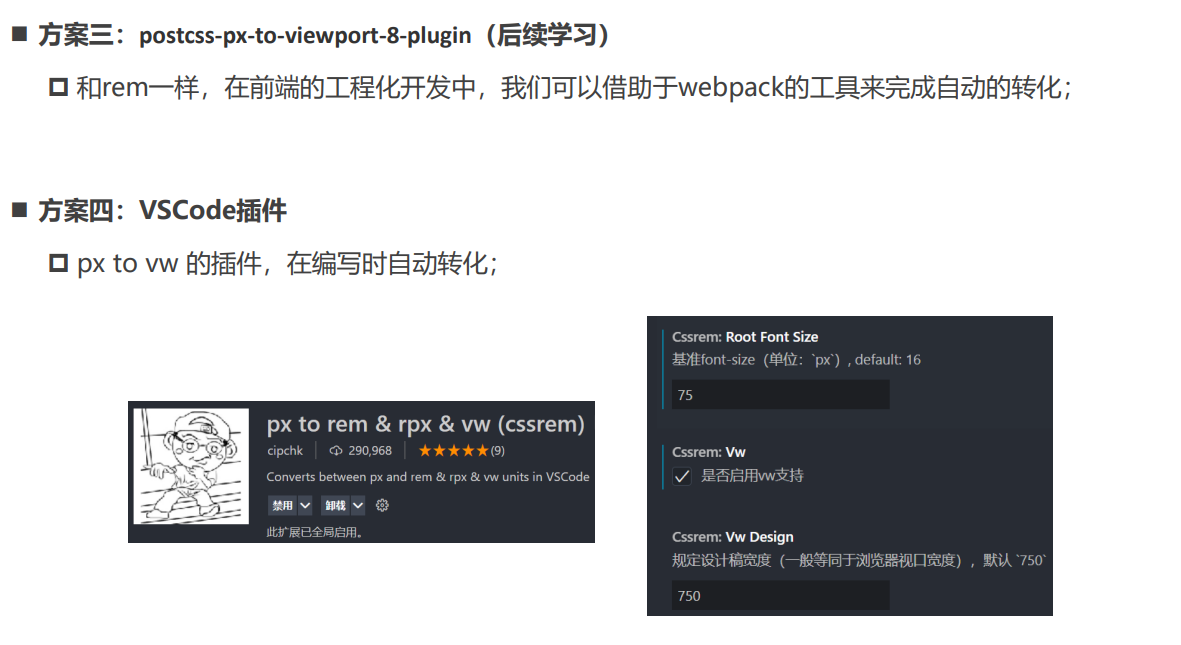 方案三：postcss-px-to-viewport-8-plugin（后续学习）
和rem一样，在前端的工程化开发中，我们可以借助于webpack的工具来完成自动的转化；
方案四：VSCode插件
px to vw 的插件，在编写时自动转化；
px to rem & rpx & vw (cssrem)
cipchk 290,968 (9)
Converts between px and rem & rpx & vw units in VSCode
禁用 卸载
此扩展已全局启用。
Cssrem: Root Font Size
基准font-size（单位：`px`）, default: 16
75
Cssrem: Vw
是否启用vw支持
Cssrem: Vw Design
规定设计稿宽度（一般等同于浏览器视口宽度），默认 `750`
750